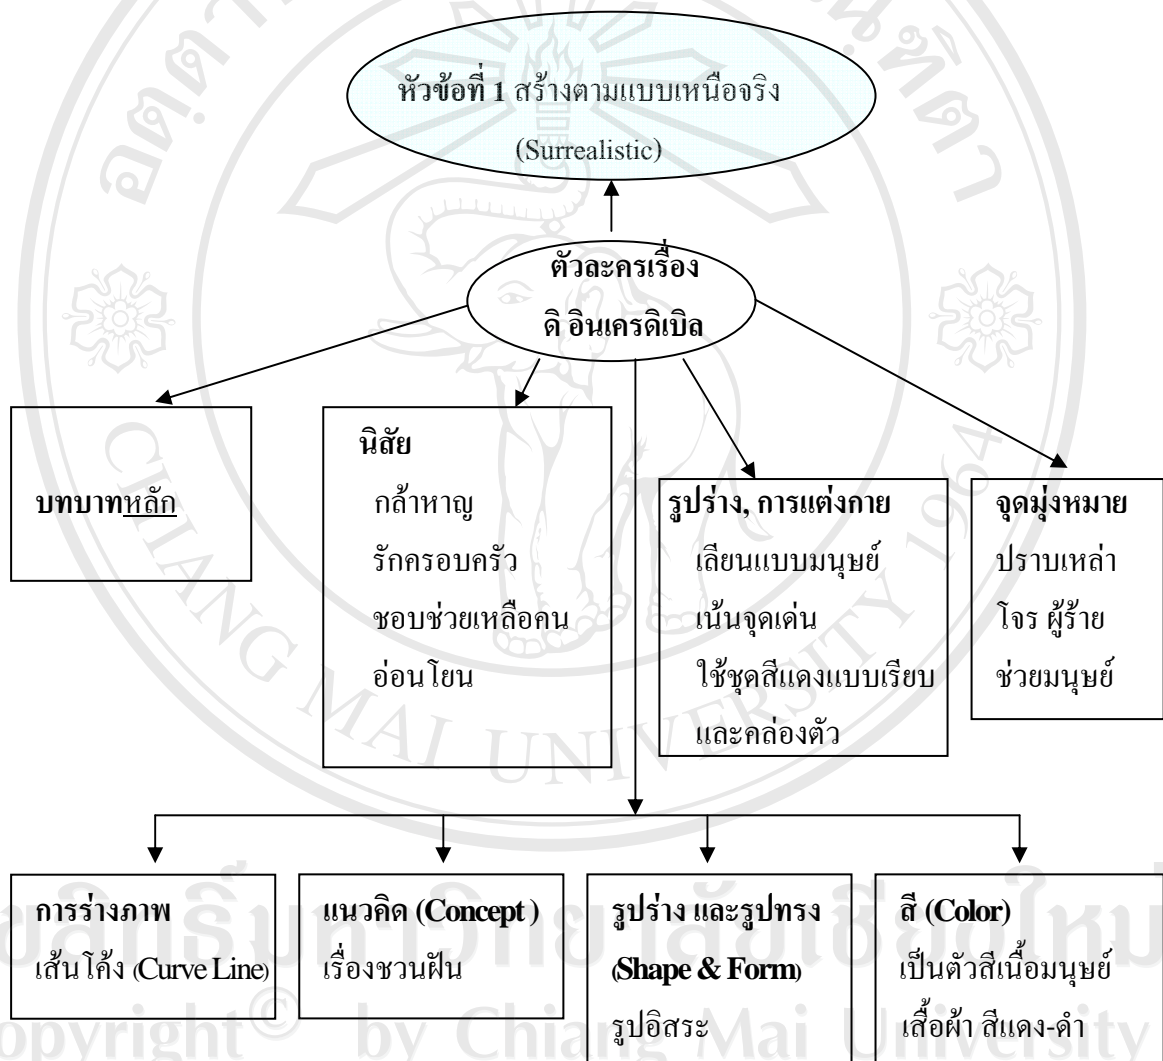 หัวข้อที่ 1 สร้างตามแบบเหนือจริง
(Surrealistic)
ตัวละครเรื่อง
ดิ อินเครดิเบิล
บทบาทหลัก
นิสัย
กล้าหาญ
รักครอบครัว
ชอบช่วยเหลือคน
อ่อนโยน
รูปร่าง, การแต่งกาย
เลียนแบบมนุษย์
เน้นจุดเด่น
ใช้ชุดสีแดงแบบเรียบ
และคล่องตัว
จุดมุ่งหมาย
ปราบเหล่า
โจร ผู้ร้าย
ช่วยมนุษย์
การร่างภาพ
เส้นโค้ง (Curve Line)
แนวคิด (Concept )
เรื่องชวนฝัน
รูปร่าง และรูปทรง
(Shape & Form)
รูปอิสระ
สี (Color)
เป็นตัวสีเนื้อมนุษย์
เสื้อผ้า สีแดง-ดำ
CHIANG MAI UNIVERSITY 1964
by Chiang Mai University